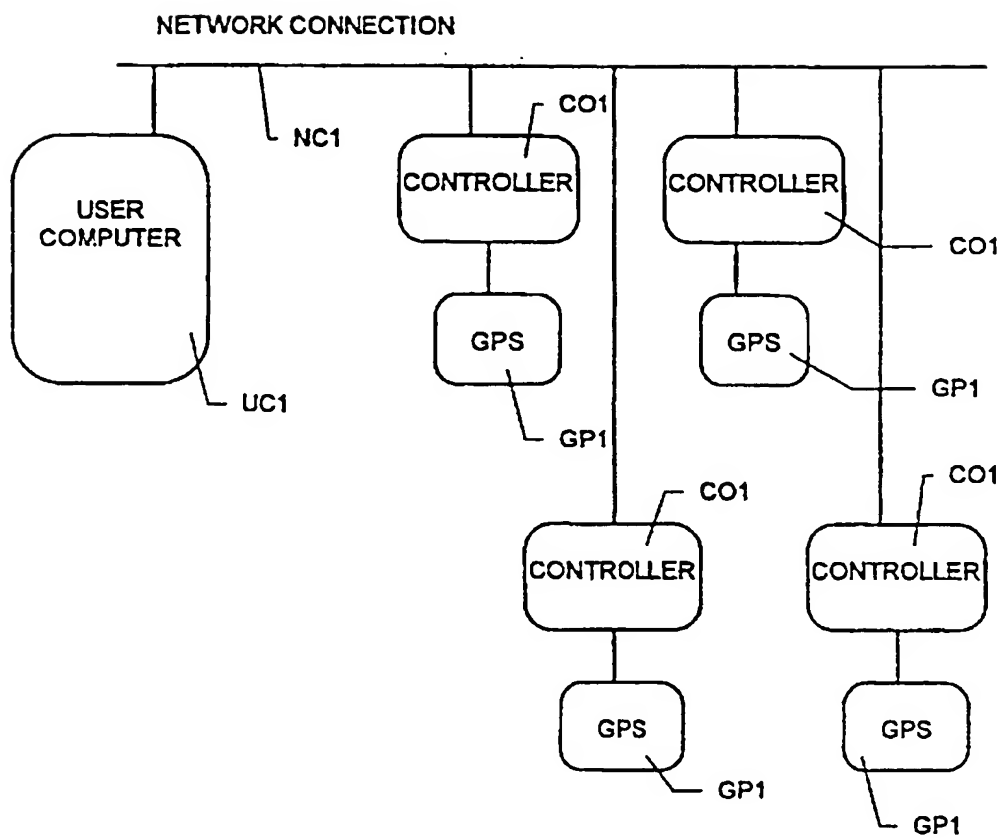 NETWORK CONNECTION
NC1
CO1
USER
COMPUTER
CONTROLLER
CONTROLLER
CO1
GPS
GPS
UC1
GP1
GP1
CO1
CO1
CONTROLLER
CONTROLLER
GPS
GPS
GP1
GP1